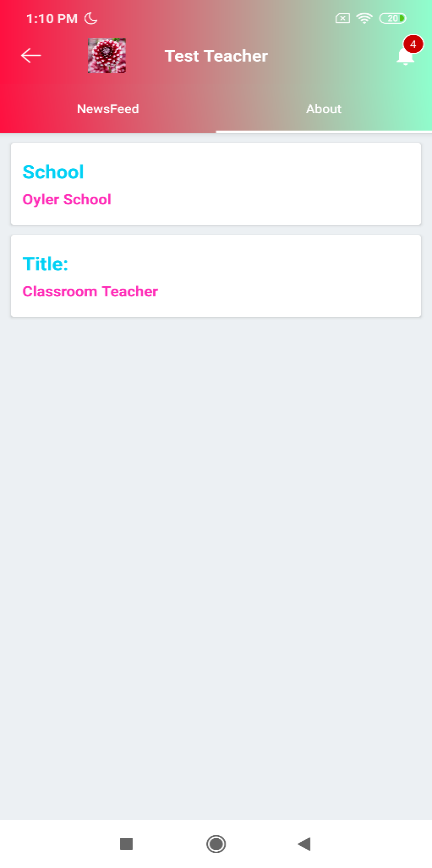 1:10 PM
20
Test Teacher
4
NewsFeed
About
School
Oyler School
Title:
Classroom Teacher